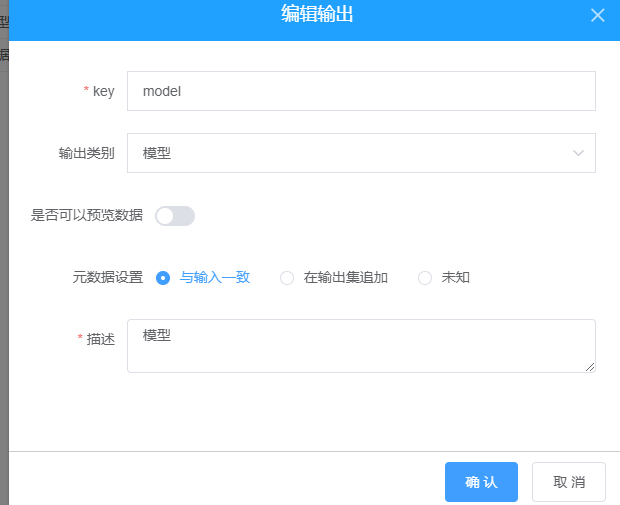 编辑输出
型
* key
model
居
输出类别
模型
是否可以预览数据
元数据设置
与输入一致
在输出集追加
未知
* 描述
模型
确 认
取 消